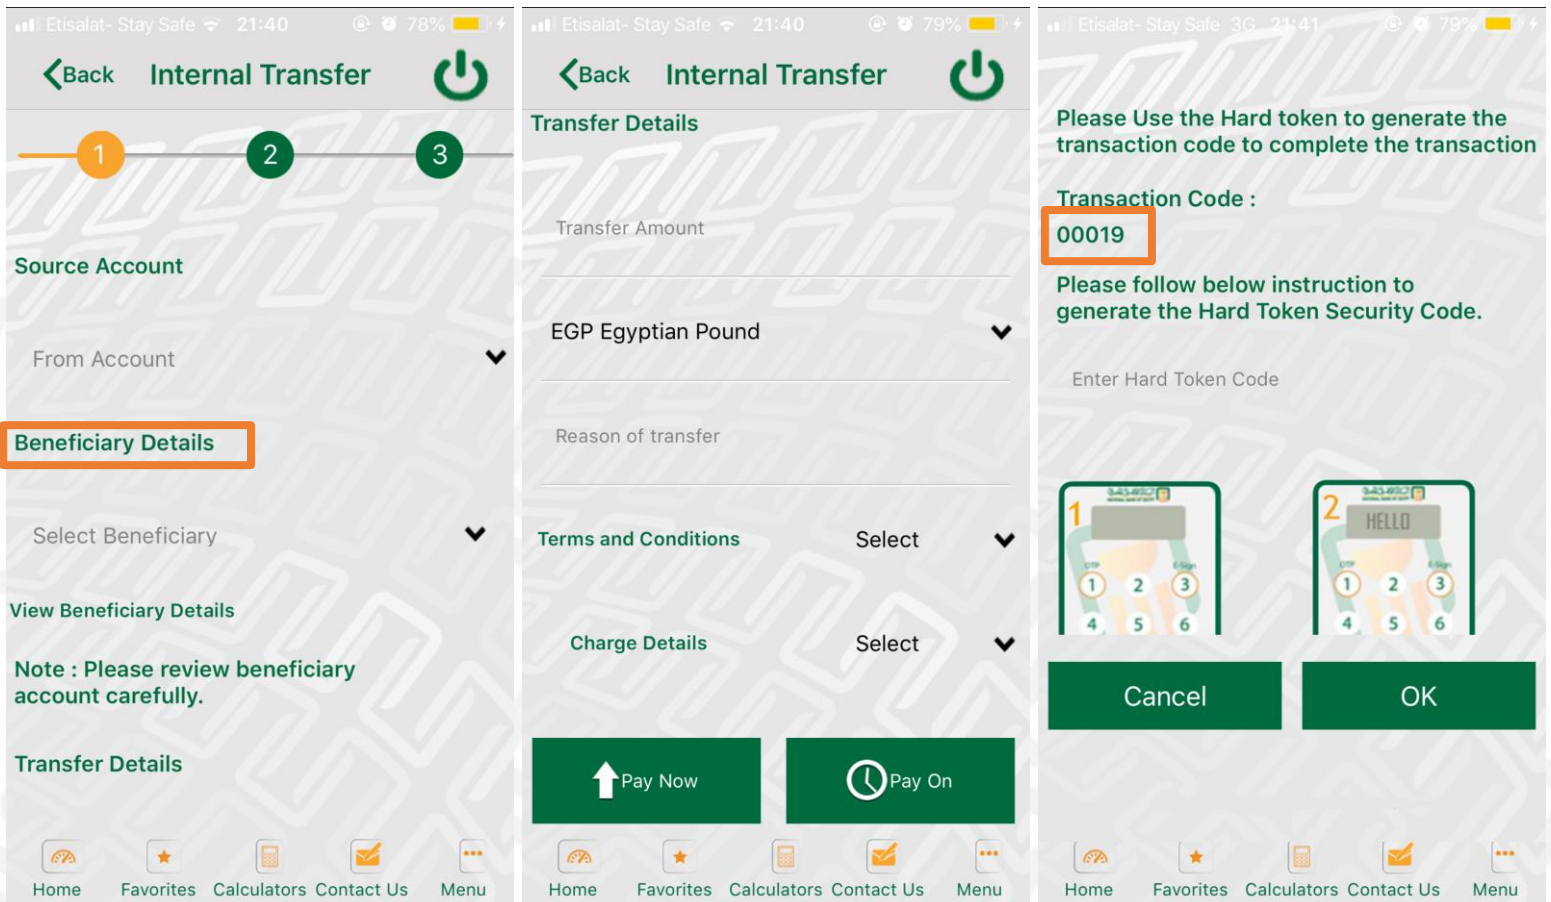 Etisalat- Stay Safe 21:40 78%
Back Internal Transfer
1 2 3
Source Account
From Account
Beneficiary Details
Select Beneficiary
View Beneficiary Details
Note : Please review beneficiary
account carefully.
Transfer Details
Home Favorites Calculators Contact Us Menu
Etisalat- Stay Safe 21:40 79%
Back Internal Transfer
Transfer Details
Transfer Amount
EGP Egyptian Pound
Reason of transfer
Terms and Conditions Select
Charge Details Select
Pay Now Pay On
Home Favorites Calculators Contact Us Menu
Etisalat- Stay Safe 3G 21:41 79%
Please Use the Hard token to generate the
transaction code to complete the transaction
Transaction Code :
00019
Please follow below instruction to
generate the Hard Token Security Code.
Enter Hard Token Code
1
OTP E-Sign
1 2 3
4 5 6
2
HELLO
OTP E-Sign
1 2 3
4 5 6
Cancel OK
Home Favorites Calculators Contact Us Menu